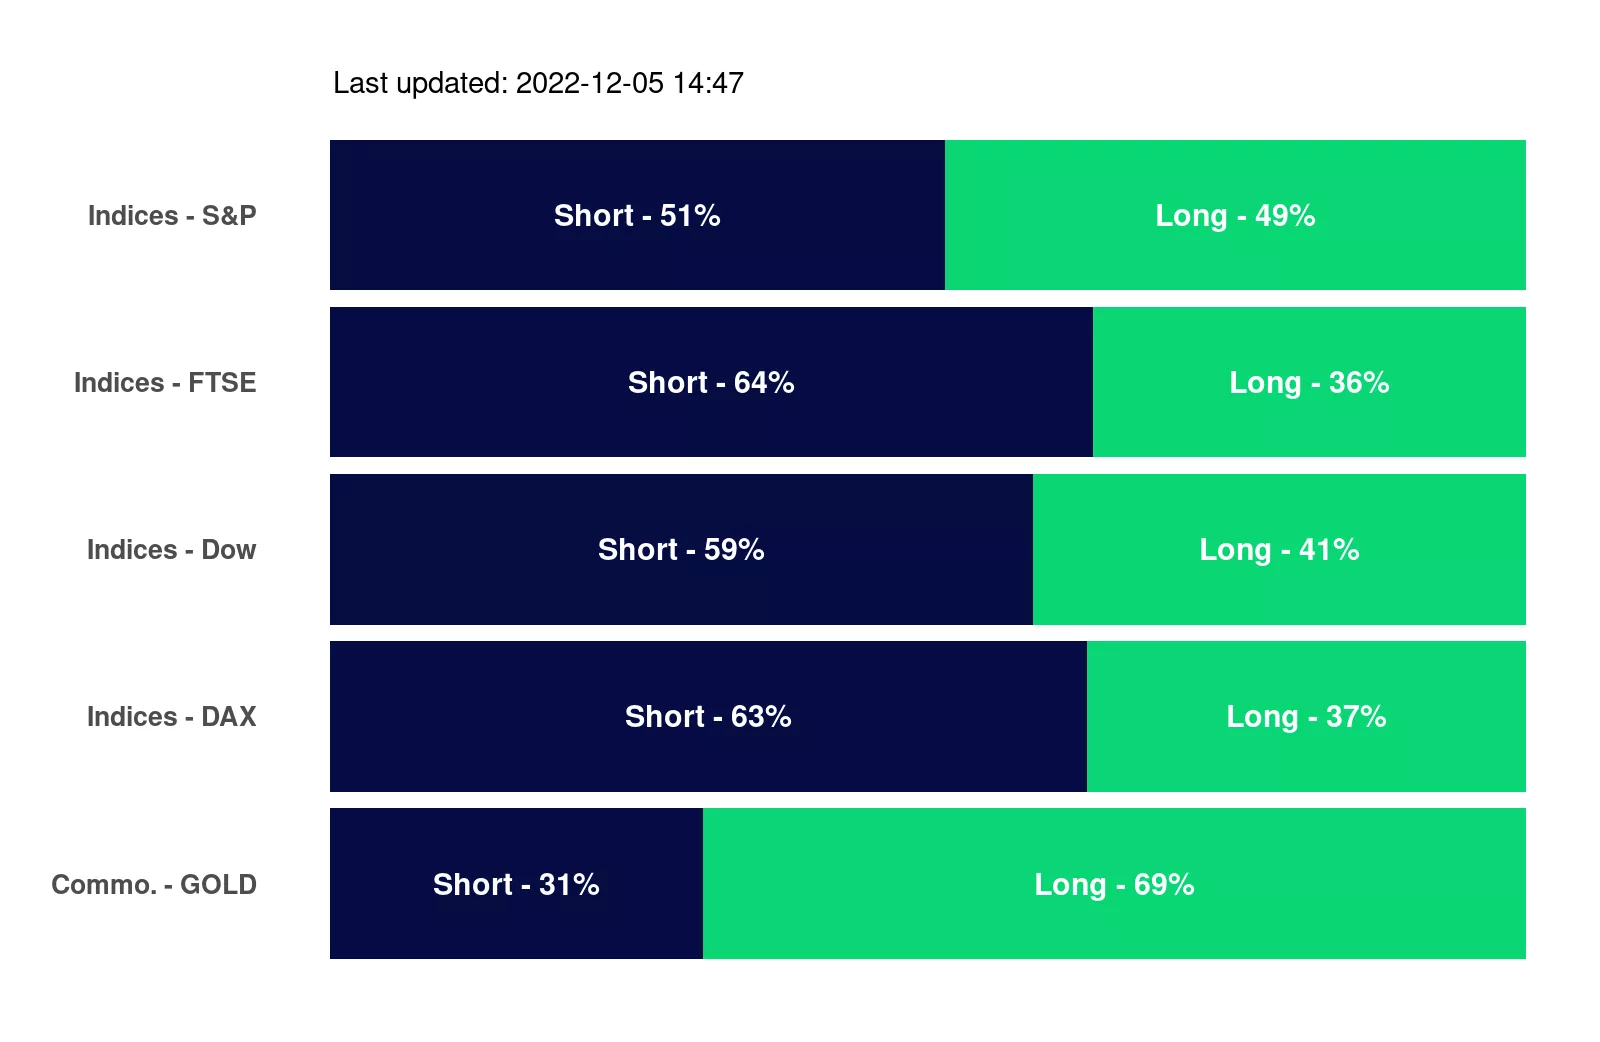 Last updated: 2022-12-05 14:47
Indices - S&P Short - 51% Long - 49%
Indices - FTSE Short - 64% Long - 36%
Indices - Dow Short - 59% Long - 41%
Indices - DAX Short - 63% Long - 37%
Commo. - GOLD Short - 31% Long - 69%